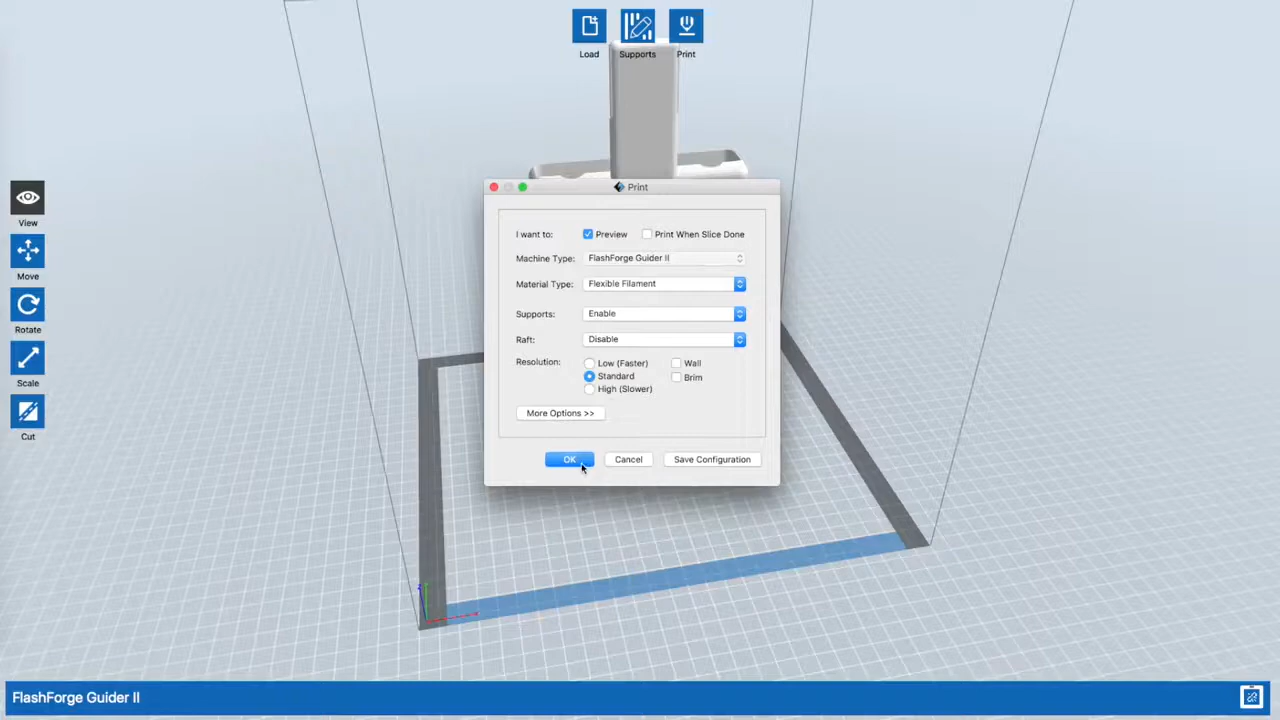 Load Supports Print
Print
I want to: Preview Print When Slice Done
Machine Type: FlashForge Guider II
Material Type: Flexible Filament
Supports: Enable
Raft: Disable
Resolution: Low (Faster) Wall
Standard Brim
High (Slower)
More Options >>
OK Cancel Save Configuration
View
Move
Rotate
Scale
Cut
FlashForge Guider II